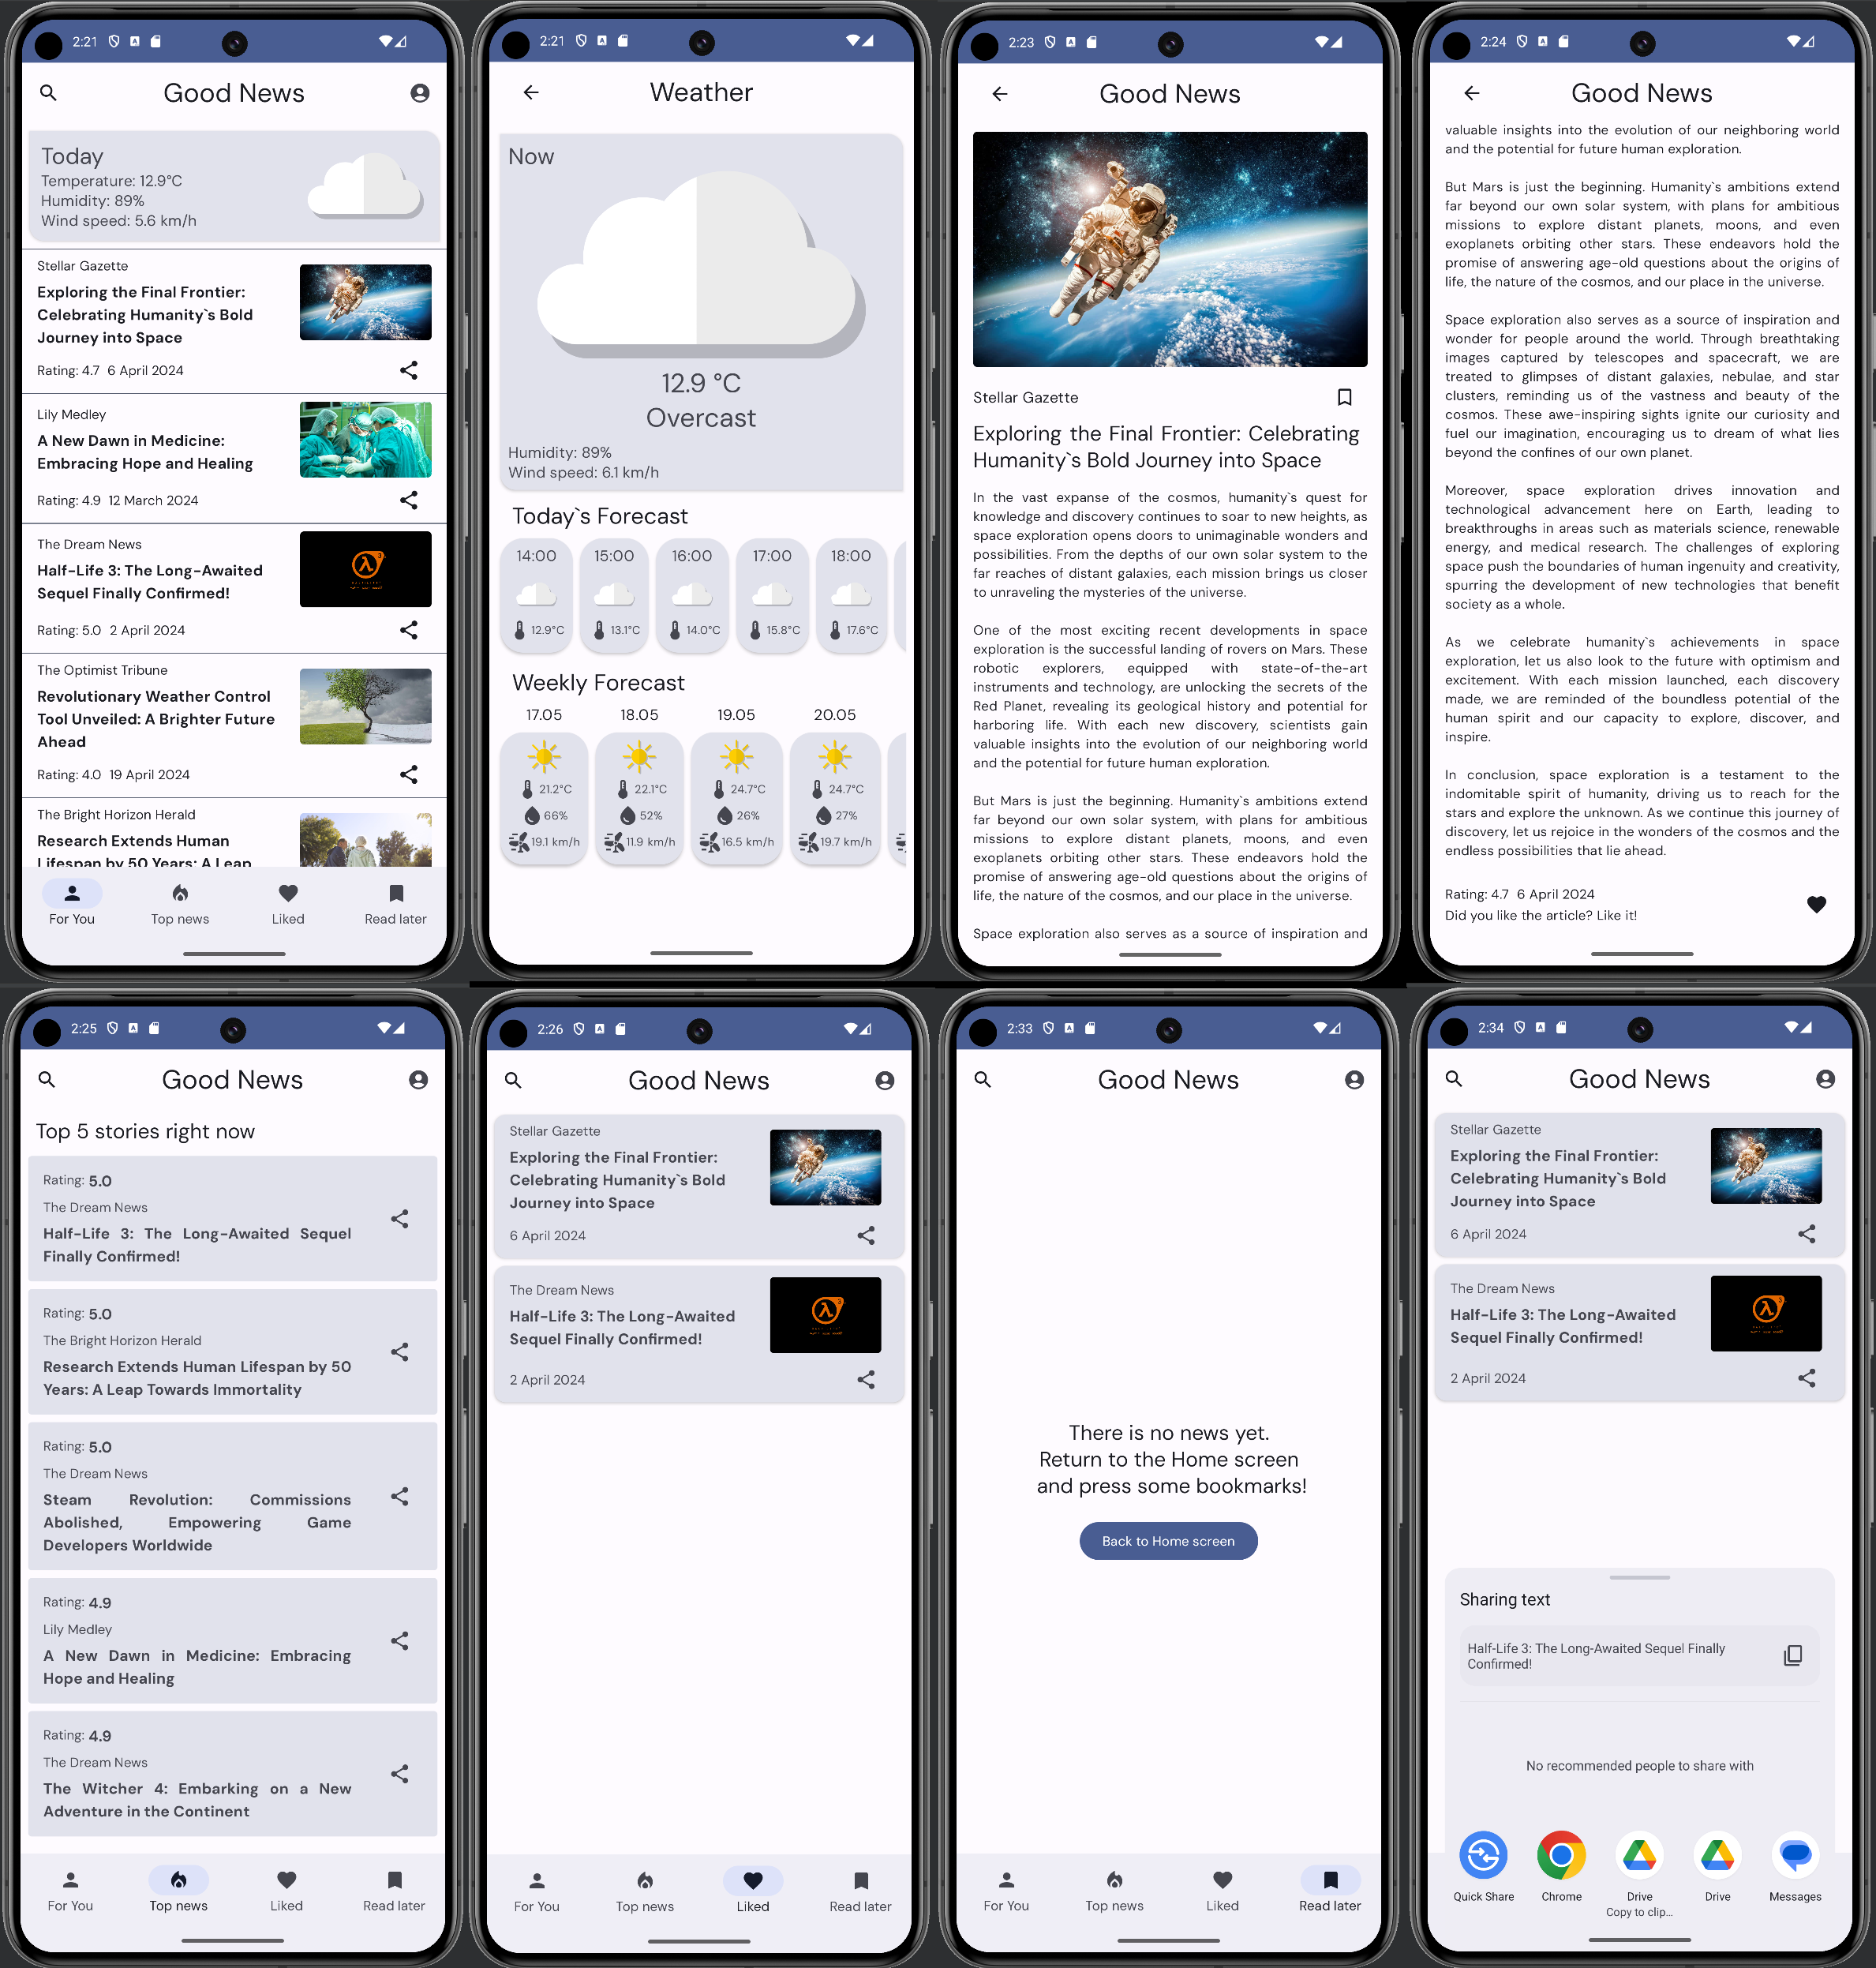 2:21
Good News
Today
Temperature: 12.9°C
Humidity: 89%
Wind speed: 5.6 km/h
Stellar Gazette
Exploring the Final Frontier:
Celebrating Humanity`s Bold
Journey into Space
Rating: 4.7 6 April 2024
Lily Medley
A New Dawn in Medicine:
Embracing Hope and Healing
Rating: 4.9 12 March 2024
The Dream News
Half-Life 3: The Long-Awaited
Sequel Finally Confirmed!
Rating: 5.0 2 April 2024
The Optimist Tribune
Revolutionary Weather Control
Tool Unveiled: A Brighter Future
Ahead
Rating: 4.0 19 April 2024
The Bright Horizon Herald
Research Extends Human
Lifespan by 50 Years: A Leap
For You Top news Liked Read later
2:21
Weather
Now
12.9 °C
Overcast
Humidity: 89%
Wind speed: 6.1 km/h
Today`s Forecast
14:00 15:00 16:00 17:00 18:00
12.9°C 13.1°C 14.0°C 15.8°C 17.6°C
Weekly Forecast
17.05 18.05 19.05 20.05
21.2°C 22.1°C 24.7°C 24.7°C
66% 52% 26% 27%
19.1 km/h 11.9 km/h 16.5 km/h 19.7 km/h
2:23
Good News
Stellar Gazette
Exploring the Final Frontier: Celebrating
Humanity`s Bold Journey into Space
In the vast expanse of the cosmos, humanity`s quest for
knowledge and discovery continues to soar to new heights, as
space exploration opens doors to unimaginable wonders and
possibilities. From the depths of our own solar system to the
far reaches of distant galaxies, each mission brings us closer
to unraveling the mysteries of the universe.
One of the most exciting recent developments in space
exploration is the successful landing of rovers on Mars. These
robotic explorers, equipped with state-of-the-art
instruments and technology, are unlocking the secrets of the
Red Planet, revealing its geological history and potential for
harboring life. With each new discovery, scientists gain
valuable insights into the evolution of our neighboring world
and the potential for future human exploration.
But Mars is just the beginning. Humanity`s ambitions extend
far beyond our own solar system, with plans for ambitious
missions to explore distant planets, moons, and even
exoplanets orbiting other stars. These endeavors hold the
promise of answering age-old questions about the origins of
life, the nature of the cosmos, and our place in the universe.
Space exploration also serves as a source of inspiration and
2:24
Good News
valuable insights into the evolution of our neighboring world
and the potential for future human exploration.
But Mars is just the beginning. Humanity`s ambitions extend
far beyond our own solar system, with plans for ambitious
missions to explore distant planets, moons, and even
exoplanets orbiting other stars. These endeavors hold the
promise of answering age-old questions about the origins of
life, the nature of the cosmos, and our place in the universe.
Space exploration also serves as a source of inspiration and
wonder for people around the world. Through breathtaking
images captured by telescopes and spacecraft, we are
treated to glimpses of distant galaxies, nebulae, and star
clusters, reminding us of the vastness and beauty of the
cosmos. These awe-inspiring sights ignite our curiosity and
fuel our imagination, encouraging us to dream of what lies
beyond the confines of our own planet.
Moreover, space exploration drives innovation and
technological advancement here on Earth, leading to
breakthroughs in areas such as materials science, renewable
energy, and medical research. The challenges of exploring
space push the boundaries of human ingenuity and creativity,
spurring the development of new technologies that benefit
society as a whole.
As we celebrate humanity`s achievements in space
exploration, let us also look to the future with optimism and
excitement. With each mission launched, each discovery
made, we are reminded of the boundless potential of the
human spirit and our capacity to explore, discover, and
inspire.
In conclusion, space exploration is a testament to the
indomitable spirit of humanity, driving us to reach for the
stars and explore the unknown. As we continue this journey of
discovery, let us rejoice in the wonders of the cosmos and the
endless possibilities that lie ahead.
Rating: 4.7 6 April 2024
Did you like the article? Like it!
2:25
Good News
Top 5 stories right now
Rating: 5.0
The Dream News
Half-Life 3: The Long-Awaited Sequel
Finally Confirmed!
Rating: 5.0
The Bright Horizon Herald
Research Extends Human Lifespan by 50
Years: A Leap Towards Immortality
Rating: 5.0
The Dream News
Steam Revolution: Commissions
Abolished, Empowering Game
Developers Worldwide
Rating: 4.9
Lily Medley
A New Dawn in Medicine: Embracing
Hope and Healing
Rating: 4.9
The Dream News
The Witcher 4: Embarking on a New
Adventure in the Continent
For You Top news Liked Read later
2:26
Good News
Stellar Gazette
Exploring the Final Frontier:
Celebrating Humanity`s Bold
Journey into Space
6 April 2024
The Dream News
Half-Life 3: The Long-Awaited
Sequel Finally Confirmed!
2 April 2024
For You Top news Liked Read later
2:33
Good News
There is no news yet.
Return to the Home screen
and press some bookmarks!
Back to Home screen
For You Top news Liked Read later
2:34
Good News
Stellar Gazette
Exploring the Final Frontier:
Celebrating Humanity`s Bold
Journey into Space
6 April 2024
The Dream News
Half-Life 3: The Long-Awaited
Sequel Finally Confirmed!
2 April 2024
Sharing text
Half-Life 3: The Long-Awaited Sequel Finally
Confirmed!
No recommended people to share with
Quick Share Chrome Drive Drive Messages
Copy to clip...